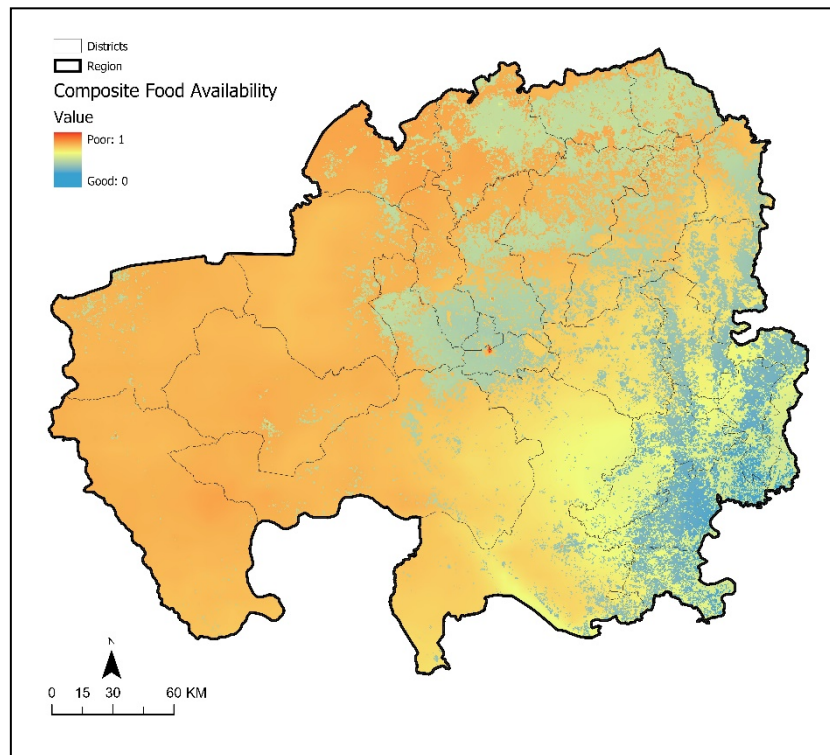 Districts
Region
Composite Food Availability
Value
Poor: 1
Good: 0
N
0 15 30 60 KM